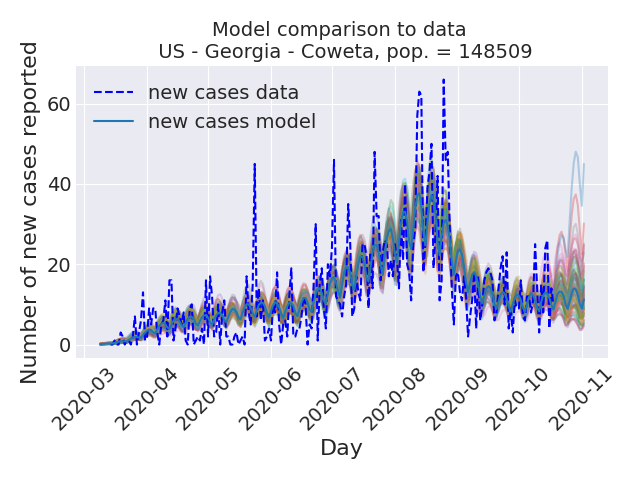 Model comparison to data
US - Georgia - Coweta, pop. = 148509
Number of new cases reported
60
40
20
0
new cases data
new cases model
2020-03
2020-04
2020-05
2020-06
2020-07
2020-08
2020-09
2020-10
2020-11
Day